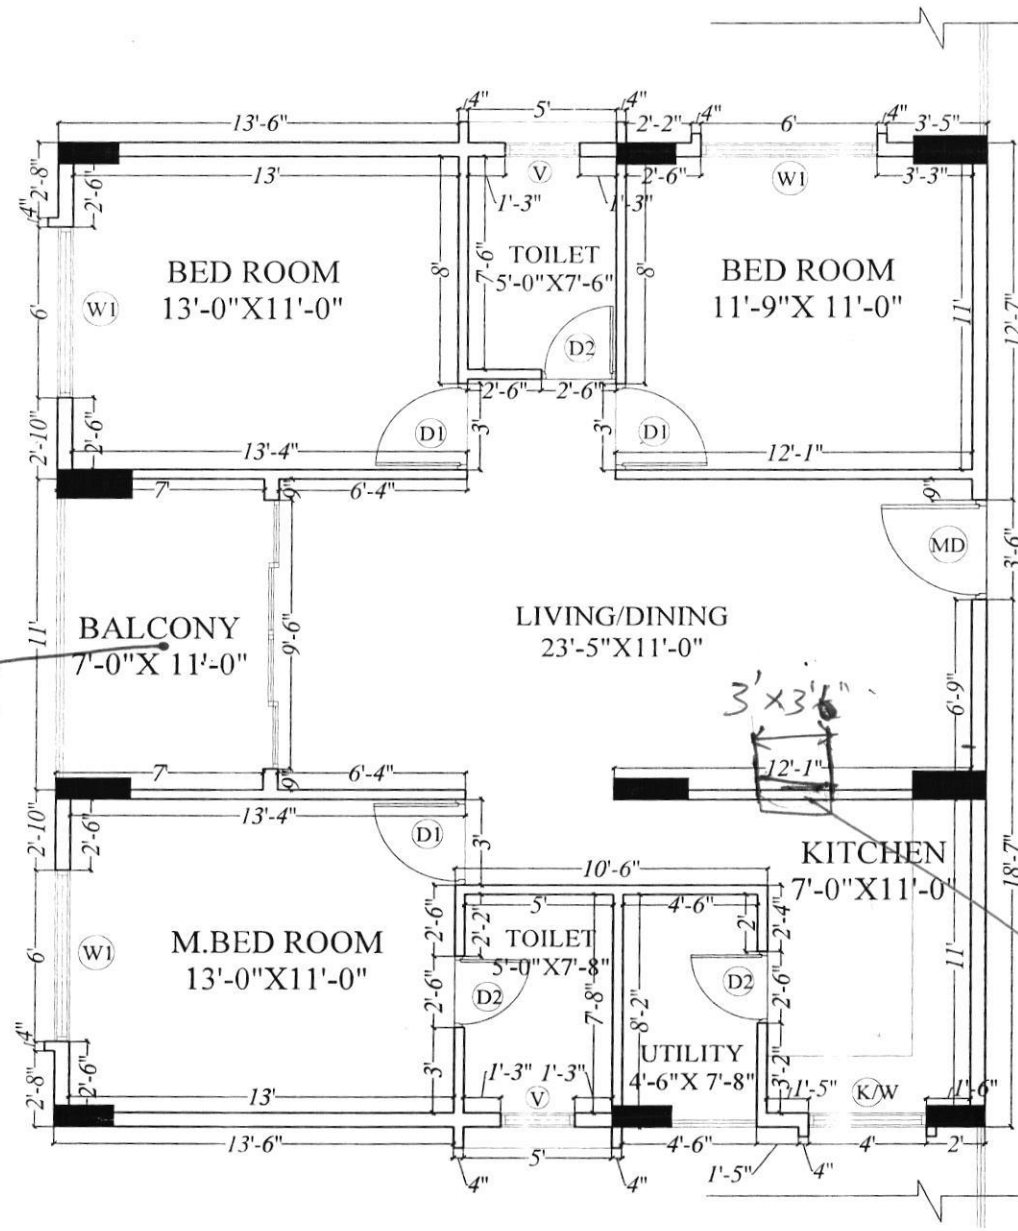 4" 5' 4"
13'-6" 2'-2" 4" 6' 4" 3'-5"
2'-8" 2'-6" 13' V 2'-6" W1 3'-3"
1'-3" 1'-3"
4"
BED ROOM
13'-0"X11'-0"
W1
6'
8'
7'-6"
TOILET
5'-0"X7'-6"
D2
8'
BED ROOM
11'-9"X 11'-0"
11'
12'-7"
2'-6" 2'-6"
2'-10" 2'-6" D1 3' 3' D1
13'-4" 12'-1"
7' 9" 6'-4" 9"
MD
3'-6"
BALCONY
7'-0"X 11'-0"
11'
9'-6"
LIVING/DINING
23'-5"X11'-0"
6'-9"
3'X3'6"
7' 9" 6'-4" 12'-1"
13'-4"
2'-10" 2'-6" D1 3'
KITCHEN
7'-0"X11'-0"
18'-7"
10'-6"
2'-6" 2'-2" 5' 4'-6" 2' 2'-4"
M.BED ROOM
13'-0"X11'-0"
W1
6'
TOILET
5'-0"X7'-8"
D2
2'-6"
7'-8"
8'-2"
D2
2'-6"
11'
UTILITY
4'-6"X 7'-8"
4"
2'-8" 2'-6" 13' 3' 1'-3" 1'-3" V 3'-2" 1'-5" K/W 1'-6"
13'-6" 5' 4'-6" 4' 2'
4" 4" 1'-5" 4"